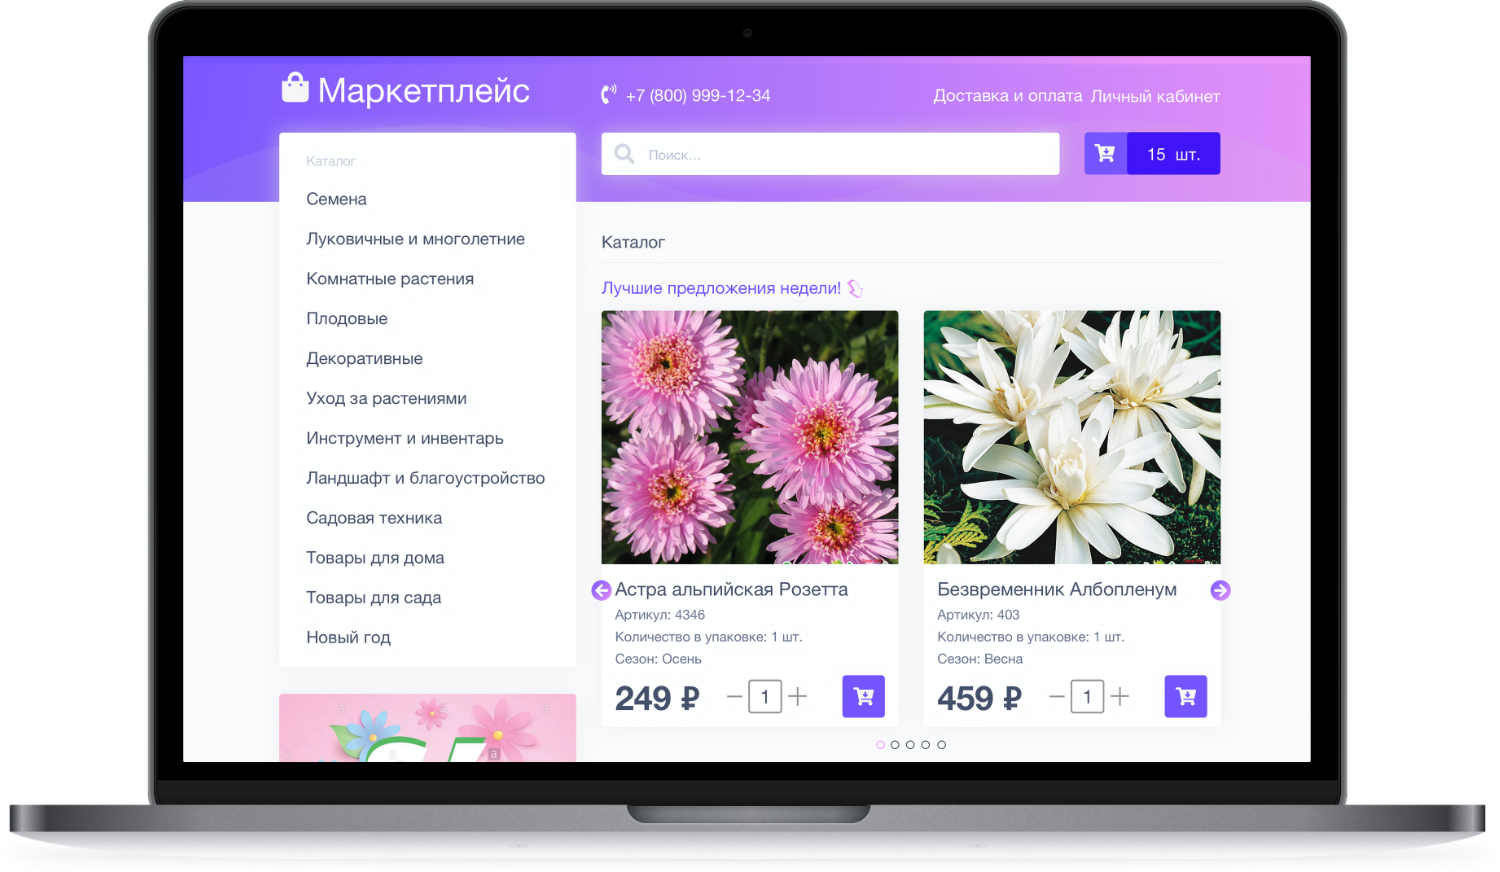 Маркетплейс
+7 (800) 999-12-34
Доставка и оплата
Личный кабинет
Поиск...
15 шт.
Каталог
Семена
Луковичные и многолетние
Комнатные растения
Плодовые
Декоративные
Уход за растениями
Инструмент и инвентарь
Ландшафт и благоустройство
Садовая техника
Товары для дома
Товары для сада
Новый год
Каталог
Лучшие предложения недели!
Астра альпийская Розетта
Артикул: 4346
Количество в упаковке: 1 шт.
Сезон: Осень
249 ₽
1
Безвременник Албопленум
Артикул: 403
Количество в упаковке: 1 шт.
Сезон: Весна
459 ₽
1